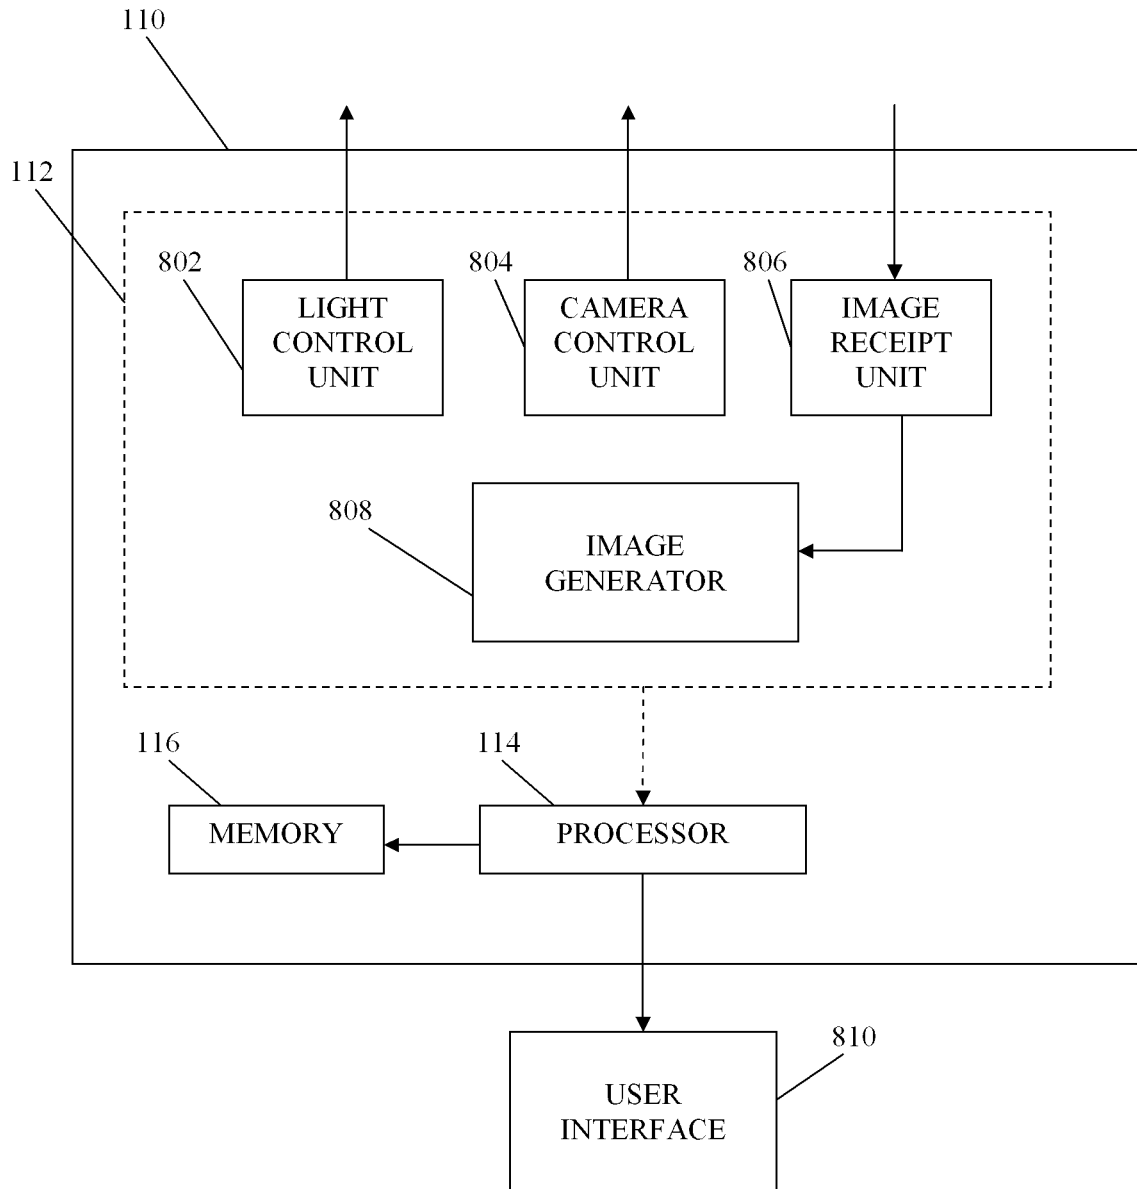 110
112
802
804
806
LIGHT
CONTROL
UNIT
CAMERA
CONTROL
UNIT
IMAGE
RECEIPT
UNIT
808
IMAGE
GENERATOR
116
114
MEMORY
PROCESSOR
810
USER
INTERFACE